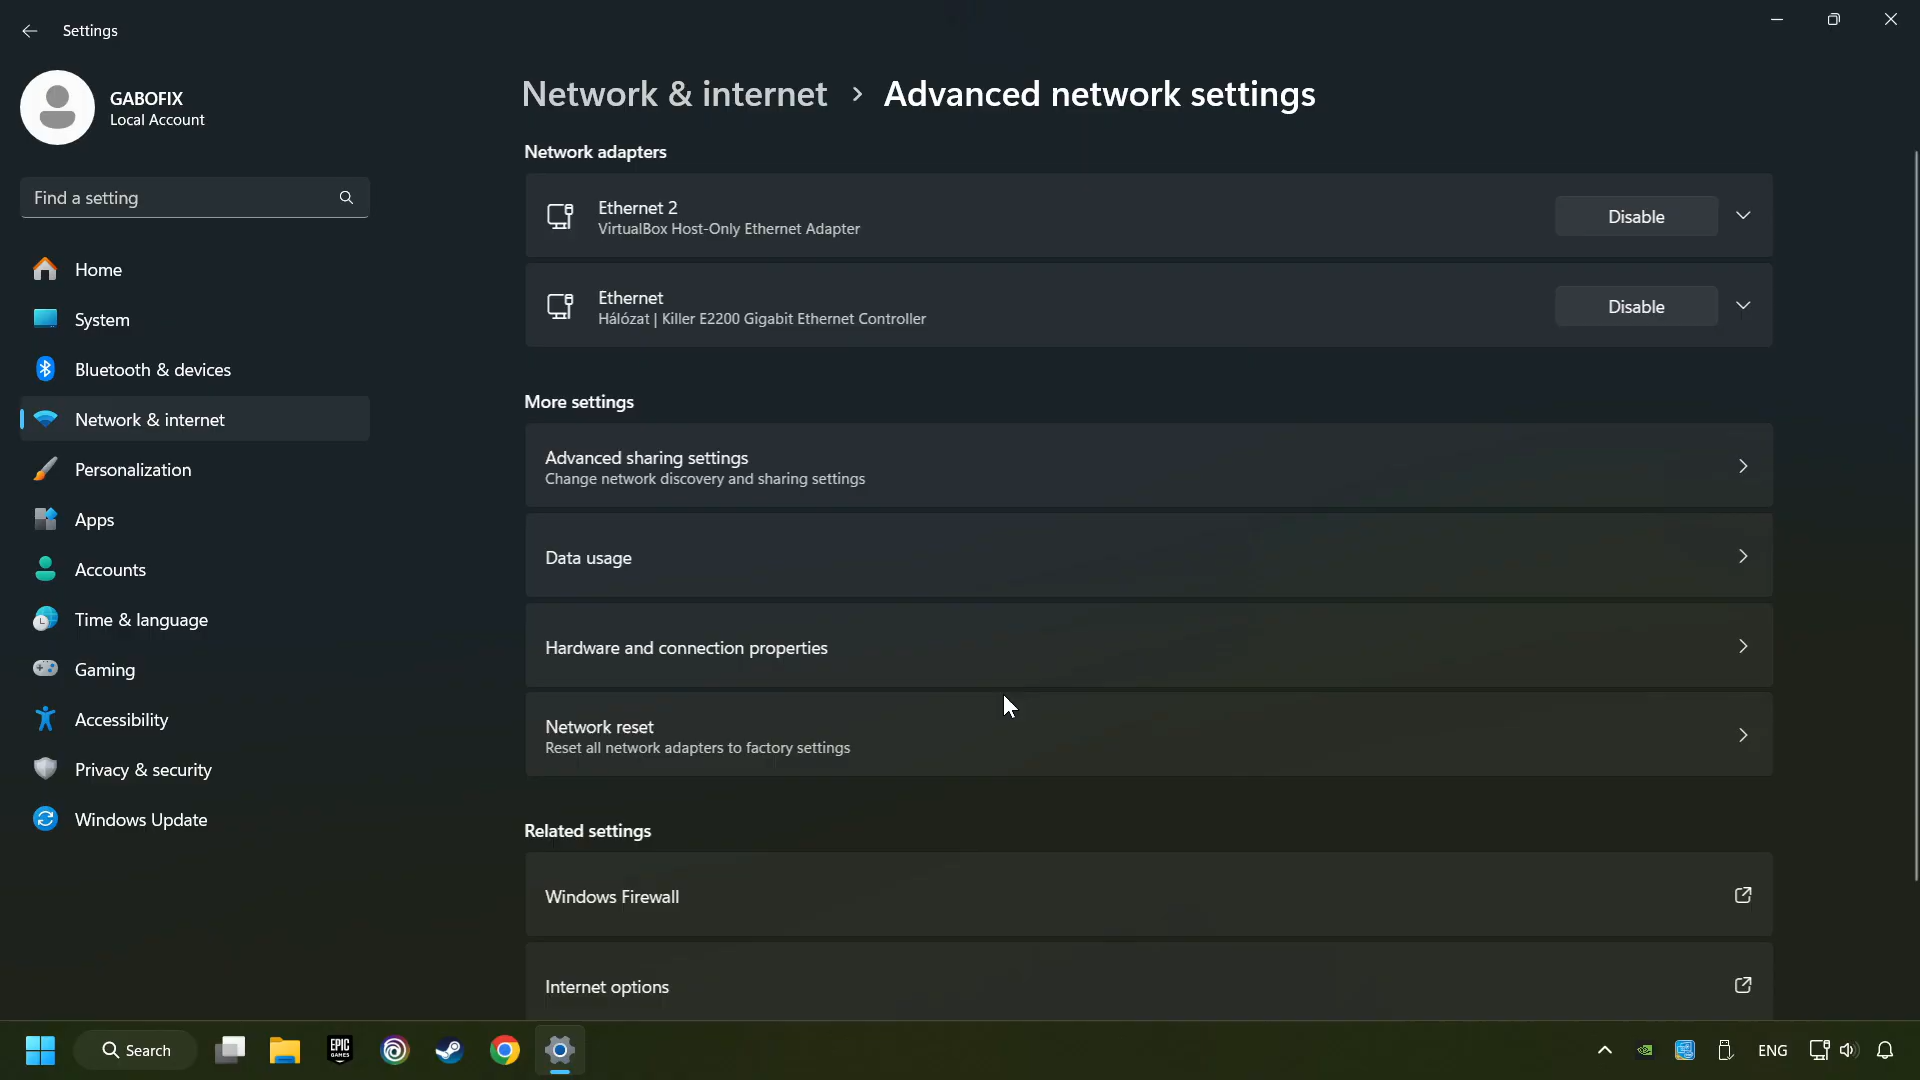 Settings
GABOFIX
Local Account
Find a setting
Home
System
Bluetooth & devices
Network & internet
Personalization
Apps
Accounts
Time & language
Gaming
Accessibility
Privacy & security
Windows Update
Network & internet > Advanced network settings
Network adapters
Ethernet 2
VirtualBox Host-Only Ethernet Adapter
Disable
Ethernet
Hálózat | Killer E2200 Gigabit Ethernet Controller
Disable
More settings
Advanced sharing settings
Change network discovery and sharing settings
Data usage
Hardware and connection properties
Network reset
Reset all network adapters to factory settings
Related settings
Windows Firewall
Internet options
Search
EPIC
GAMES
ENG